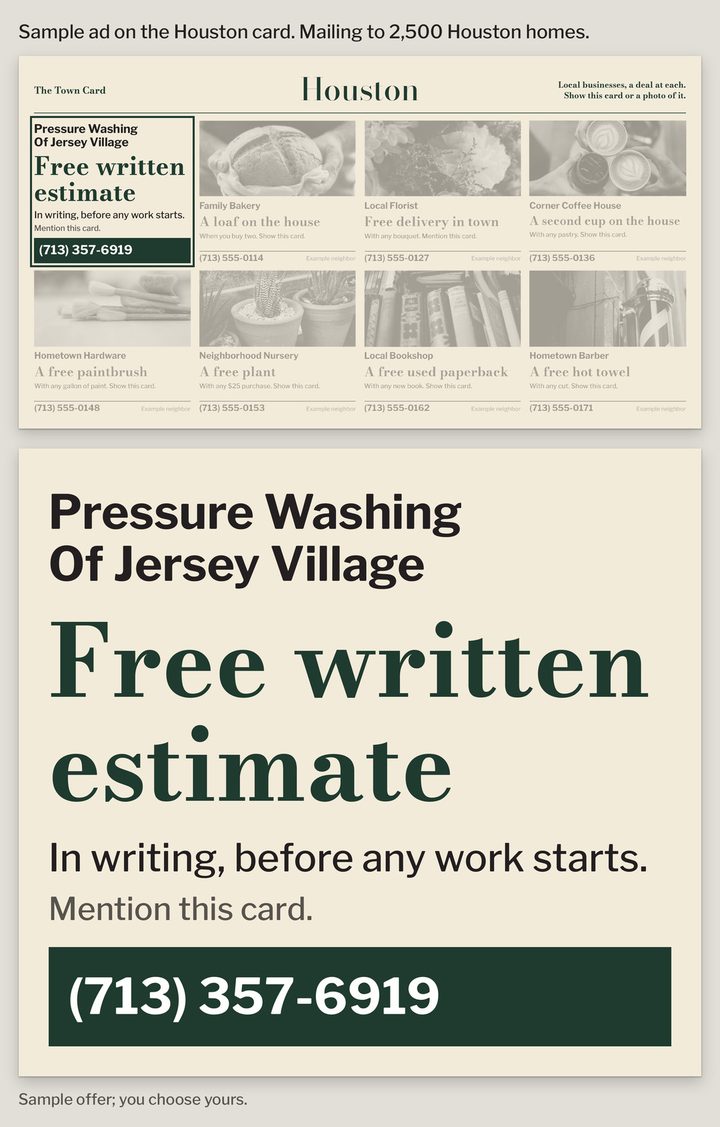 Sample ad on the Houston card. Mailing to 2,500 Houston homes.
The Town Card
Houston
Local businesses, a deal at each.
Show this card or a photo of it.
Pressure Washing
Of Jersey Village
Free written
estimate
In writing, before any work starts.
Mention this card.
(713) 357-6919
Family Bakery
A loaf on the house
When you buy two. Show this card.
(713) 555-0114
Example neighbor
Local Florist
Free delivery in town
With any bouquet. Mention this card.
(713) 555-0127
Example neighbor
Corner Coffee House
A second cup on the house
With any pastry. Show this card.
(713) 555-0136
Example neighbor
Hometown Hardware
A free paintbrush
With any gallon of paint. Show this card.
(713) 555-0148
Example neighbor
Neighborhood Nursery
A free plant
With any $25 purchase. Show this card.
(713) 555-0153
Example neighbor
Local Bookshop
A free used paperback
With any new book. Show this card.
(713) 555-0162
Example neighbor
Hometown Barber
A free hot towel
With any cut. Show this card.
(713) 555-0171
Example neighbor
Pressure Washing
Of Jersey Village
Free written
estimate
In writing, before any work starts.
Mention this card.
(713) 357-6919
Sample offer; you choose yours.